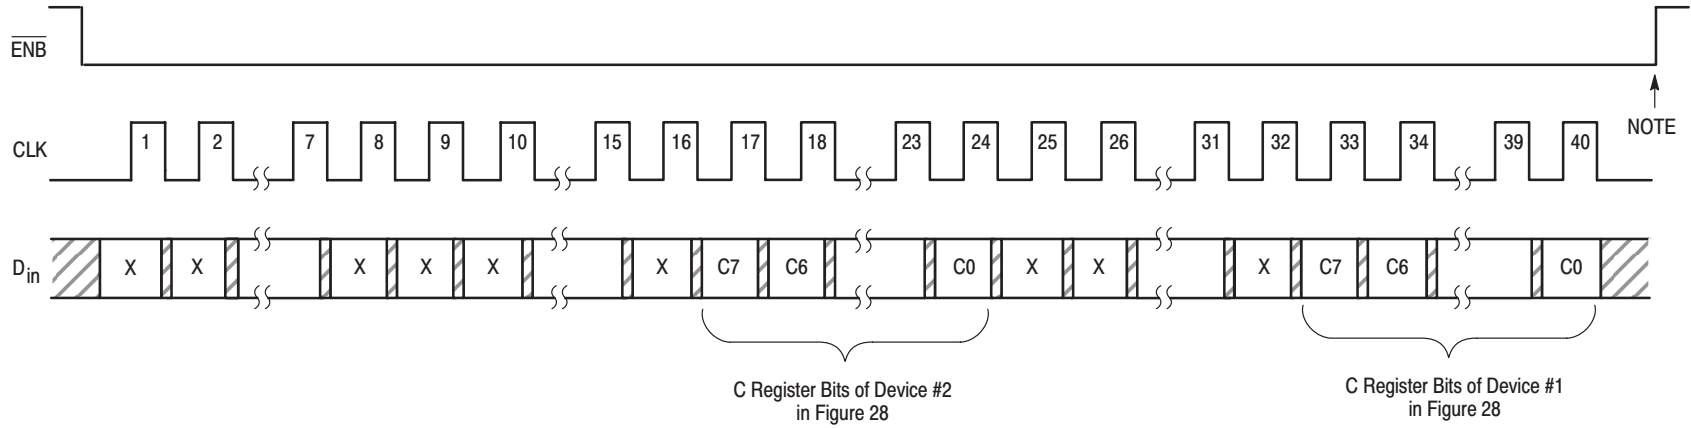 ENB
CLK 1 2 7 8 9 10 15 16 17 18 23 24 25 26 31 32 33 34 39 40
NOTE
Din X X X X X X C7 C6 C0 X X X C7 C6 C0
C Register Bits of Device #2
in Figure 28
C Register Bits of Device #1
in Figure 28